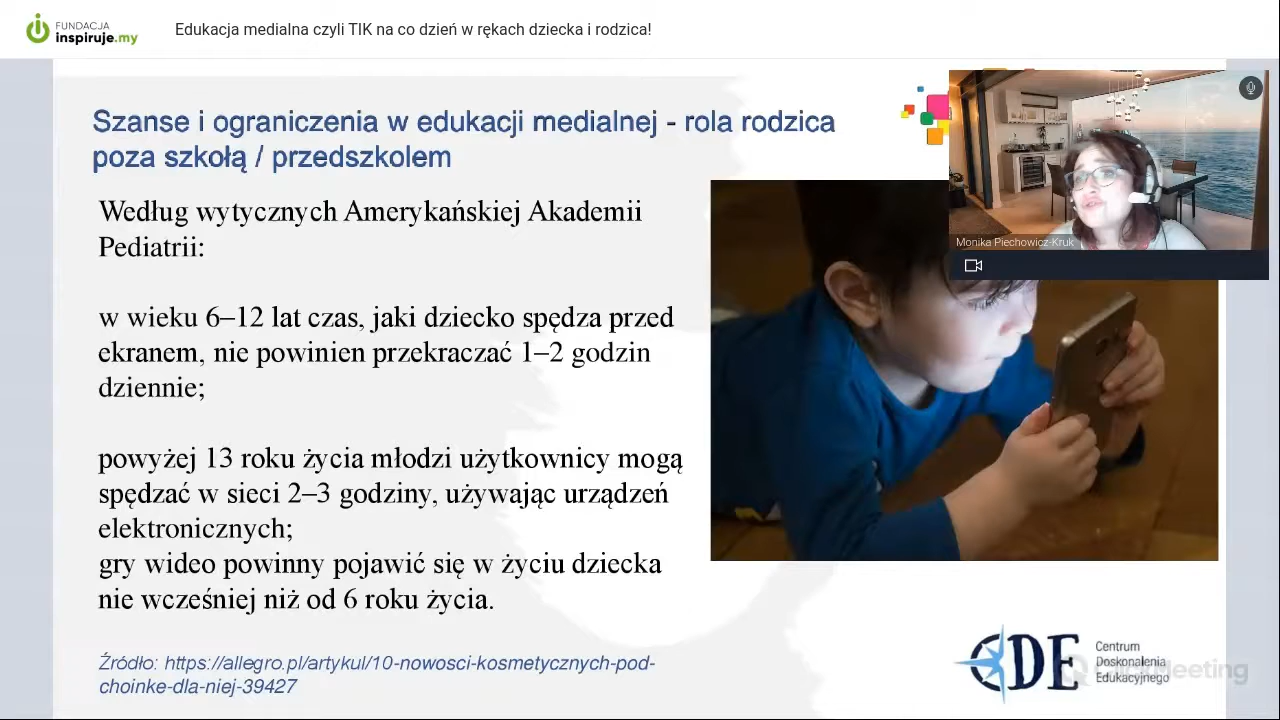 FUNDACJA
inspiruje.my
Edukacja medialna czyli TIK na co dzień w rękach dziecka i rodzica!
Szanse i ograniczenia w edukacji medialnej - rola rodzica
poza szkołą / przedszkolem
Według wytycznych Amerykańskiej Akademii
Pediatrii:
w wieku 6–12 lat czas, jaki dziecko spędza przed
ekranem, nie powinien przekraczać 1–2 godzin
dziennie;
powyżej 13 roku życia młodzi użytkownicy mogą
spędzać w sieci 2–3 godziny, używając urządzeń
elektronicznych;
gry wideo powinny pojawić się w życiu dziecka
nie wcześniej niż od 6 roku życia.
Źródło: https://allegro.pl/artykul/10-nowosci-kosmetycznych-pod-
choinke-dla-niej-39427
Monika Piechowicz-Kruk
CDE
Centrum
Doskonalenia
Edukacyjnego
ClickMeeting